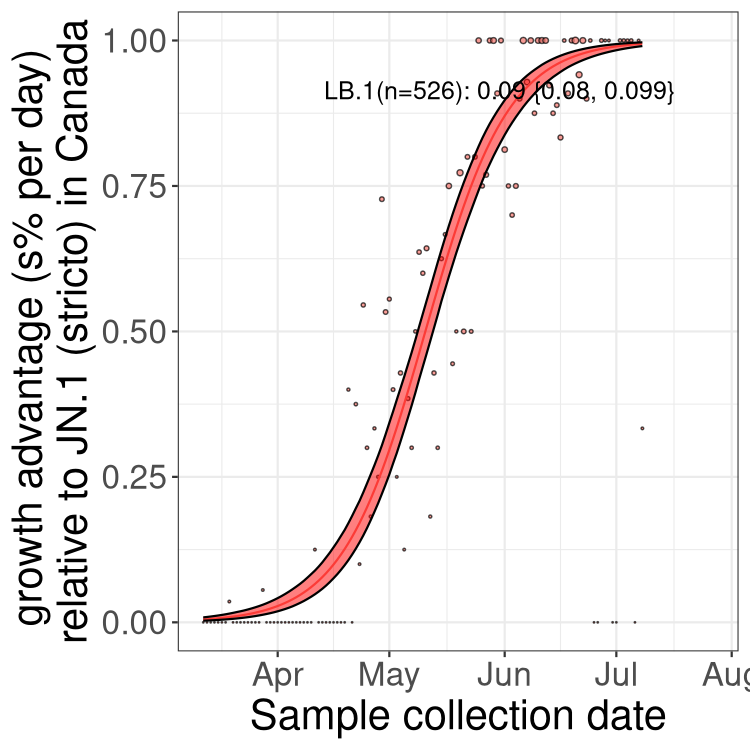 growth advantage (s% per day)
relative to JN.1 (stricto) in Canada
1.00
0.75
0.50
0.25
0.00
LB.1(n=526): 0.09 {0.08, 0.099}
Apr May Jun Jul Aug
Sample collection date